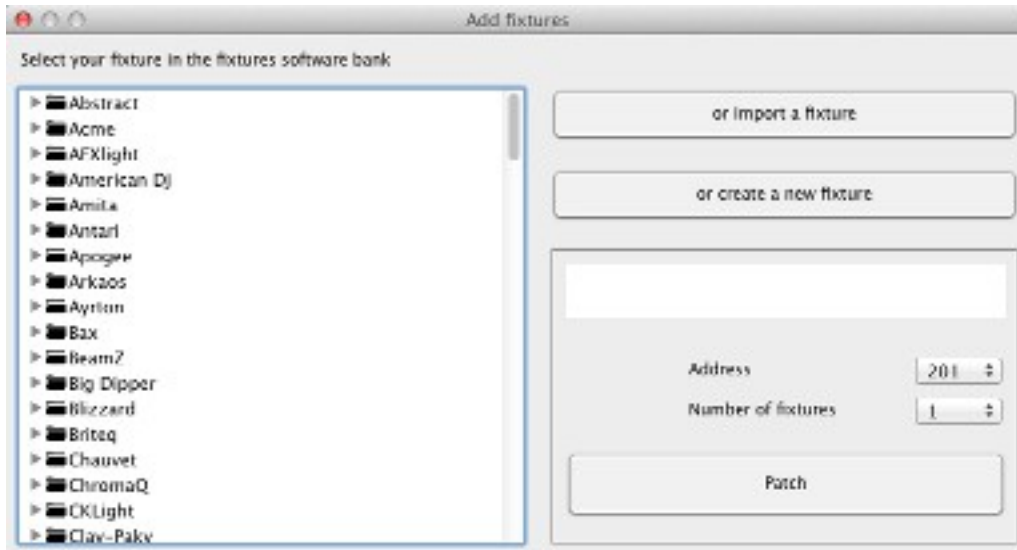 Add fixtures
Select your fixture in the fixtures software bank
Abstract
Acme
AFXlight
American DJ
Amita
Antari
Apogee
Arkaos
Ayrton
Bax
BeamZ
Big Dipper
Blizzard
Briteq
Chauvet
ChromaQ
CKLight
Clay-Paky
or import a fixture
or create a new fixture
Address 201
Number of fixtures 1
Patch